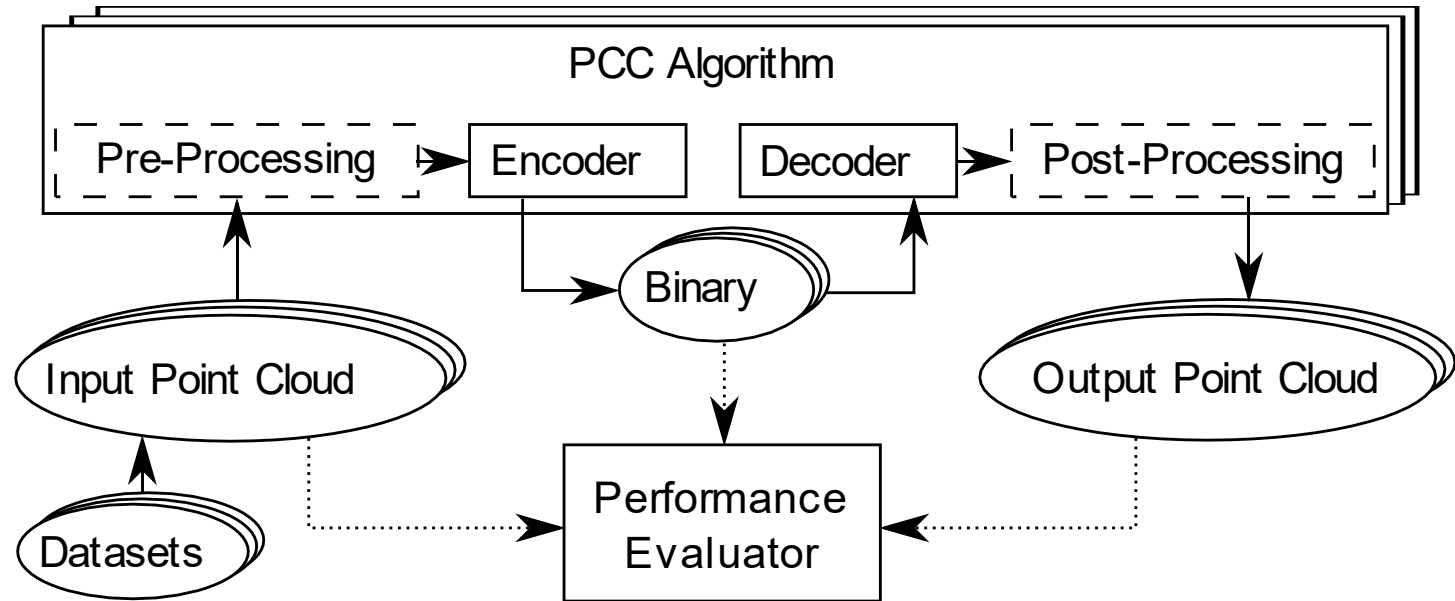 PCC Algorithm
Pre-Processing
Encoder
Decoder
Post-Processing
Binary
Input Point Cloud
Output Point Cloud
Performance
Evaluator
Datasets